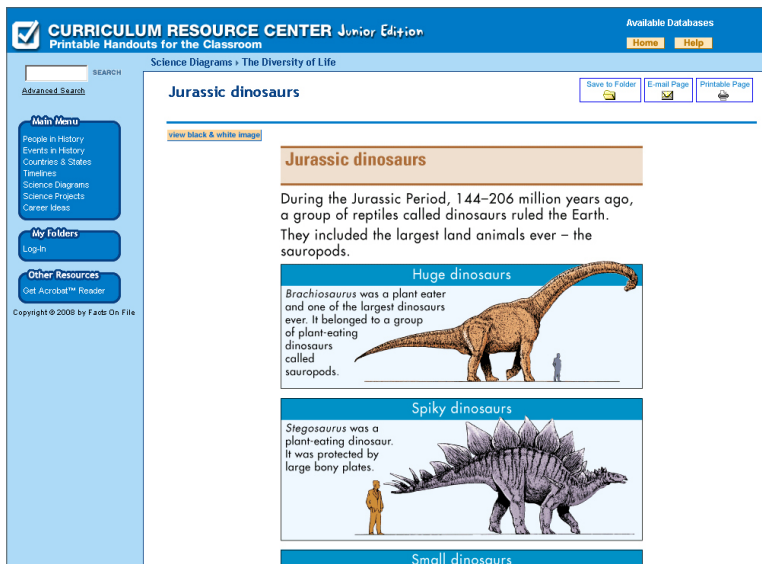 CURRICULUM RESOURCE CENTER Junior Edition
Printable Handouts for the Classroom
Available Databases
Home Help
SEARCH
Advanced Search
Main Menu
People in History
Events in History
Countries & States
Timelines
Science Diagrams
Science Projects
Career Ideas
My Folders
Log-In
Other Resources
Get Acrobat™ Reader
Copyright © 2008 by Facts On File
Science Diagrams › The Diversity of Life
Jurassic dinosaurs
Save to Folder E-mail Page Printable Page
view black & white image
Jurassic dinosaurs
During the Jurassic Period, 144–206 million years ago,
a group of reptiles called dinosaurs ruled the Earth.
They included the largest land animals ever – the
sauropods.
Huge dinosaurs
Brachiosaurus was a plant eater
and one of the largest dinosaurs
ever. It belonged to a group
of plant-eating
dinosaurs
called
sauropods.
Spiky dinosaurs
Stegosaurus was a
plant-eating dinosaur.
It was protected by
large bony plates.
Small dinosaurs